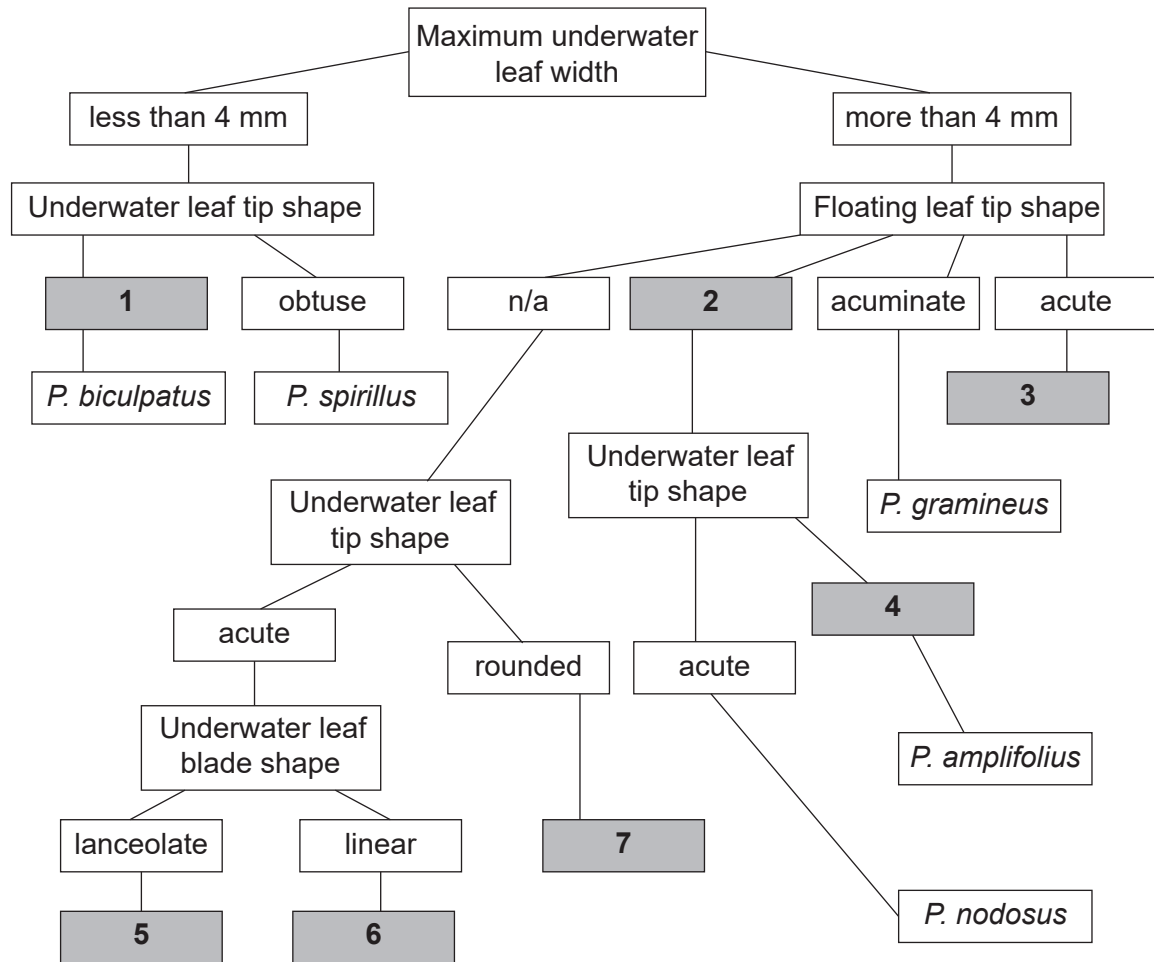 Maximum underwater
leaf width
less than 4 mm
more than 4 mm
Underwater leaf tip shape
Floating leaf tip shape
1
obtuse
n/a
2
acuminate
acute
P. biculpatus
P. spirillus
3
Underwater leaf
tip shape
Underwater leaf
tip shape
P. gramineus
4
acute
rounded
acute
Underwater leaf
blade shape
P. amplifolius
lanceolate
linear
7
5
6
P. nodosus